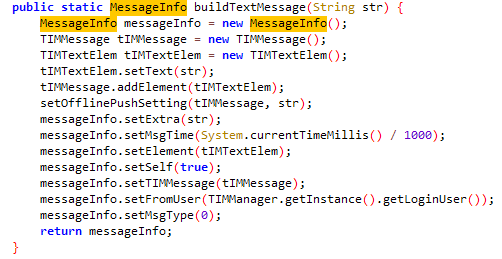 public static MessageInfo buildTextMessage(String str) {
MessageInfo messageInfo = new MessageInfo();
TIMMessage tIMMessage = new TIMMessage();
TIMTextElem tIMTextElem = new TIMTextElem();
tIMTextElem.setText(str);
tIMMessage.addElement(tIMTextElem);
setOfflinePushSetting(tIMMessage, str);
messageInfo.setExtra(str);
messageInfo.setMsgTime(System.currentTimeMillis() / 1000);
messageInfo.setElement(tIMTextElem);
messageInfo.setSelf(true);
messageInfo.setTIMMessage(tIMMessage);
messageInfo.setFromUser(TIMManager.getInstance().getLoginUser());
messageInfo.setMsgType(0);
return messageInfo;
}